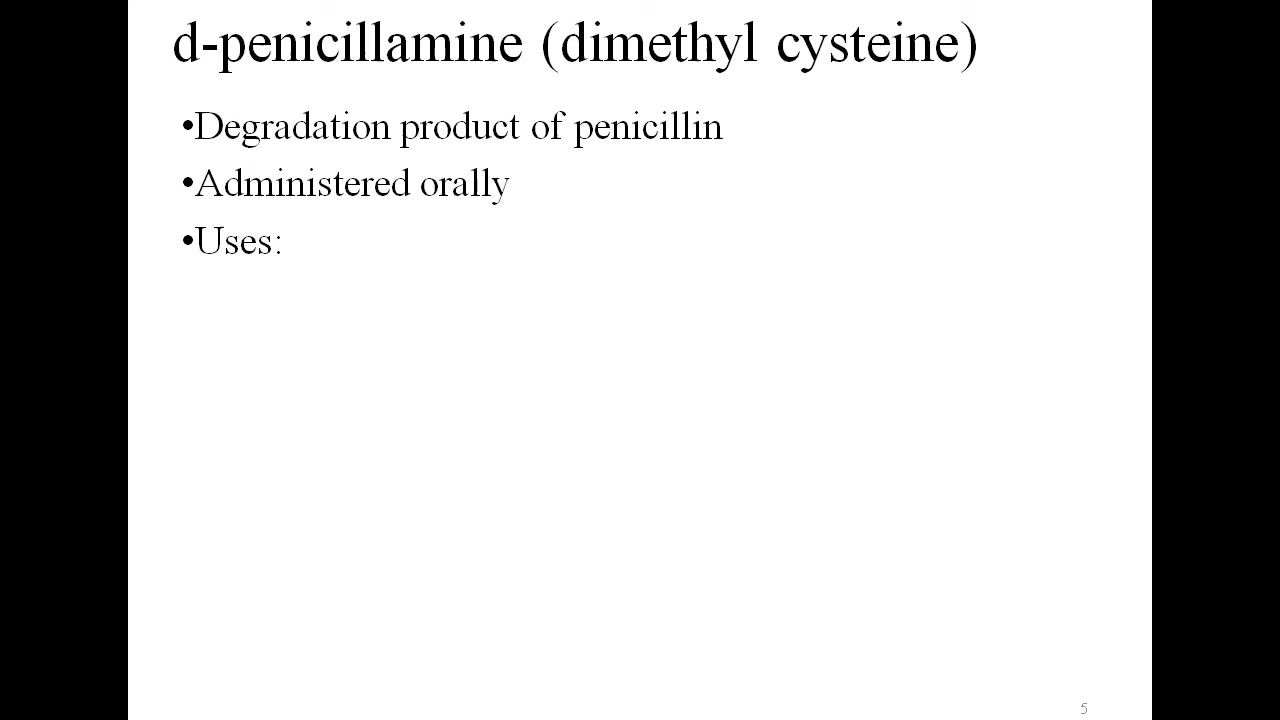 d-penicillamine (dimethyl cysteine)
•Degradation product of penicillin
•Administered orally
•Uses:
5